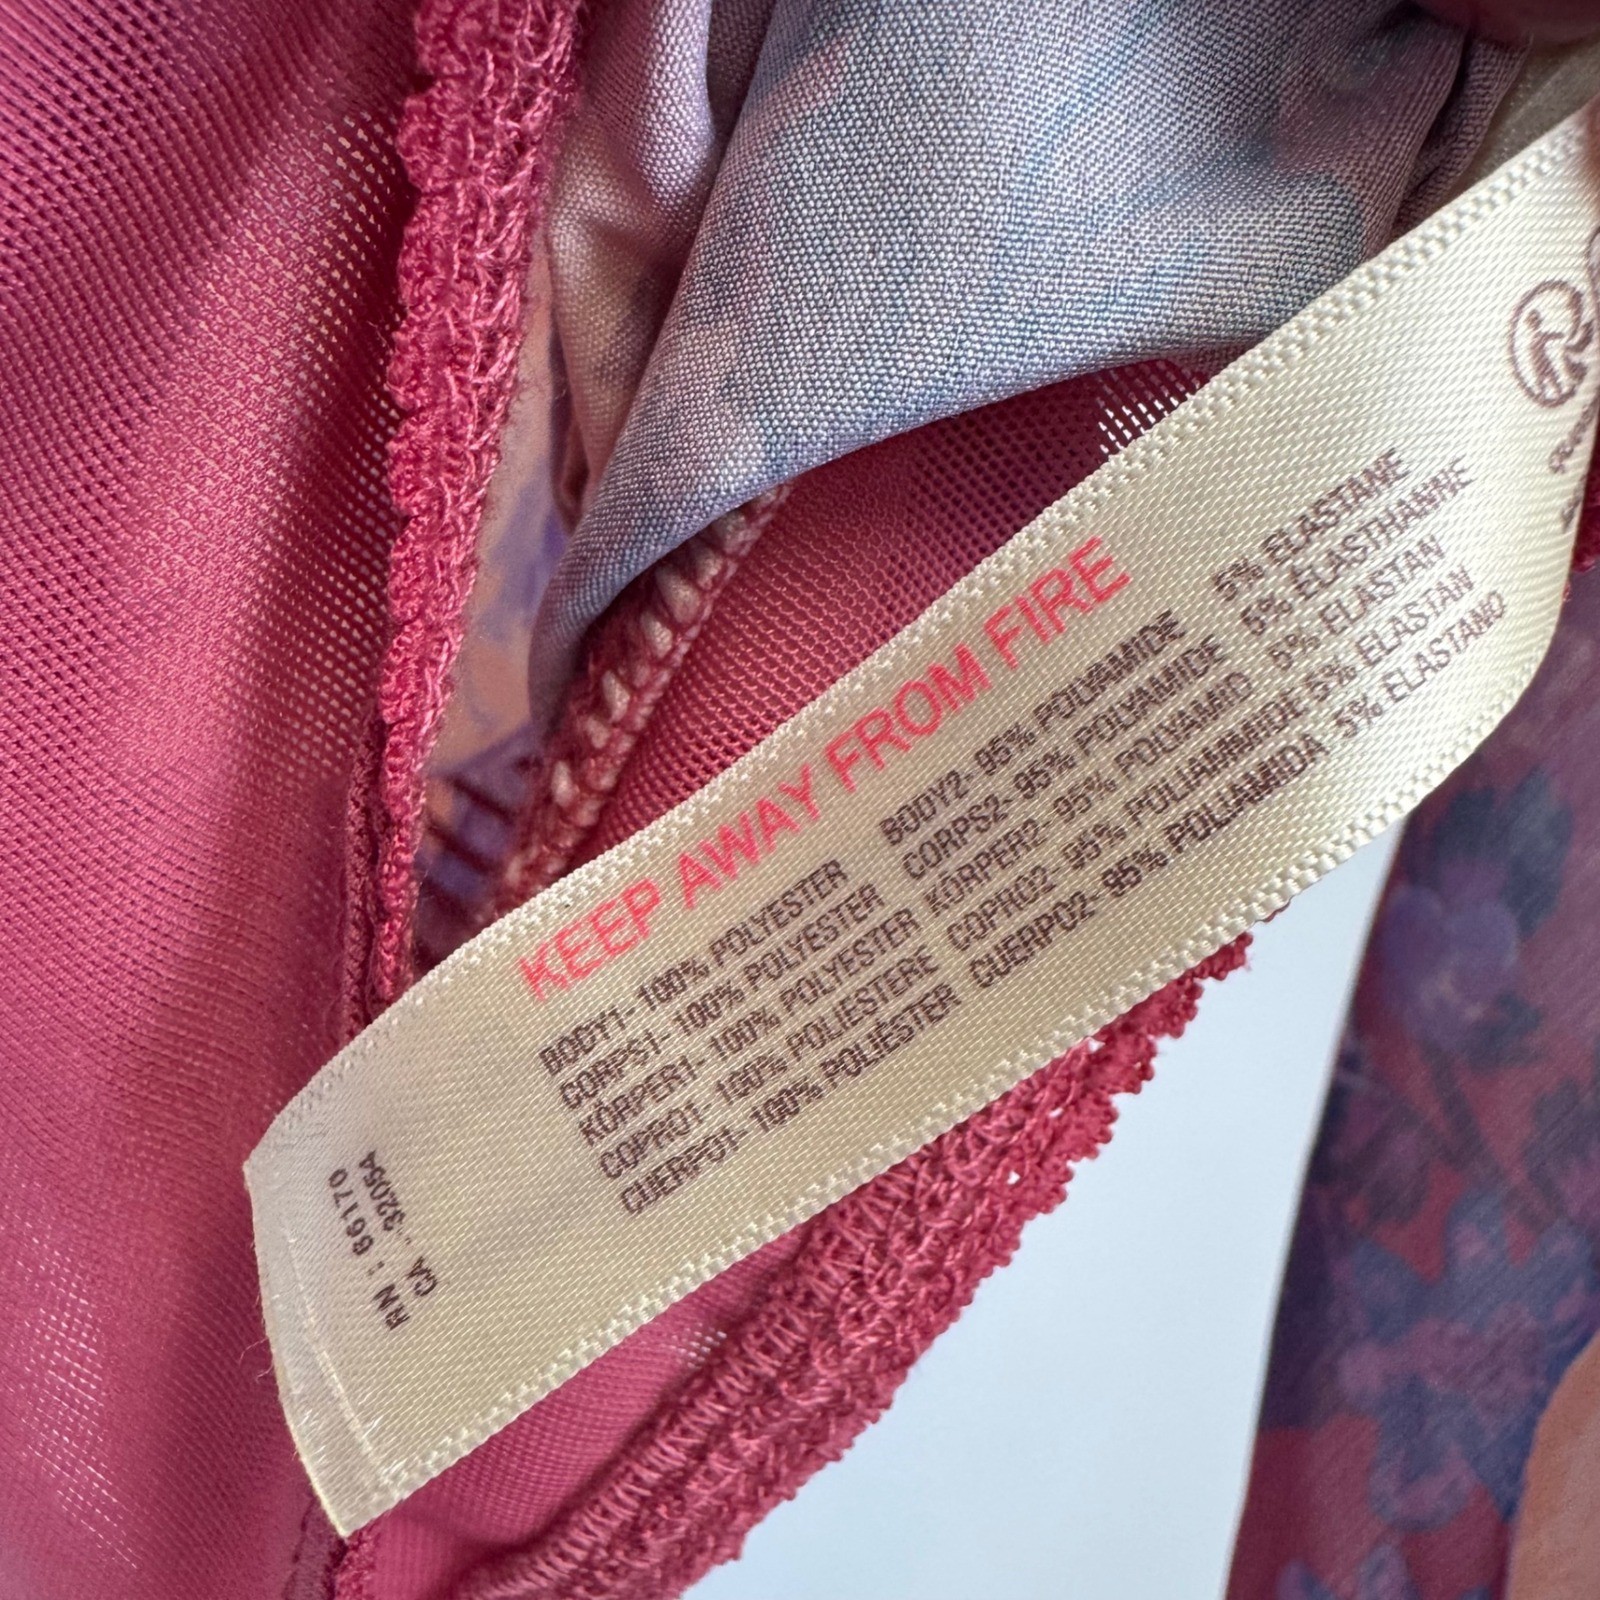 KEEP AWAY FROM FIRE
BODY1- 100% POLYESTER BODY2- 95% POLYAMIDE 5% ELASTANE
CORPS1- 100% POLYESTER CORPS2- 95% POLYAMIDE 5% ELASTHANNE
KÖRPER1- 100% POLYESTER KÖRPER2- 95% POLYAMID 5% ELASTAN
COPRO1- 100% POLIESTERE COPRO2- 95% POLIAMMIDE 5% ELASTAN
CUERPO1- 100% POLIÉSTER CUERPO2- 95% POLIAMIDA 5% ELASTANO
RN : 66170
CA : 32054